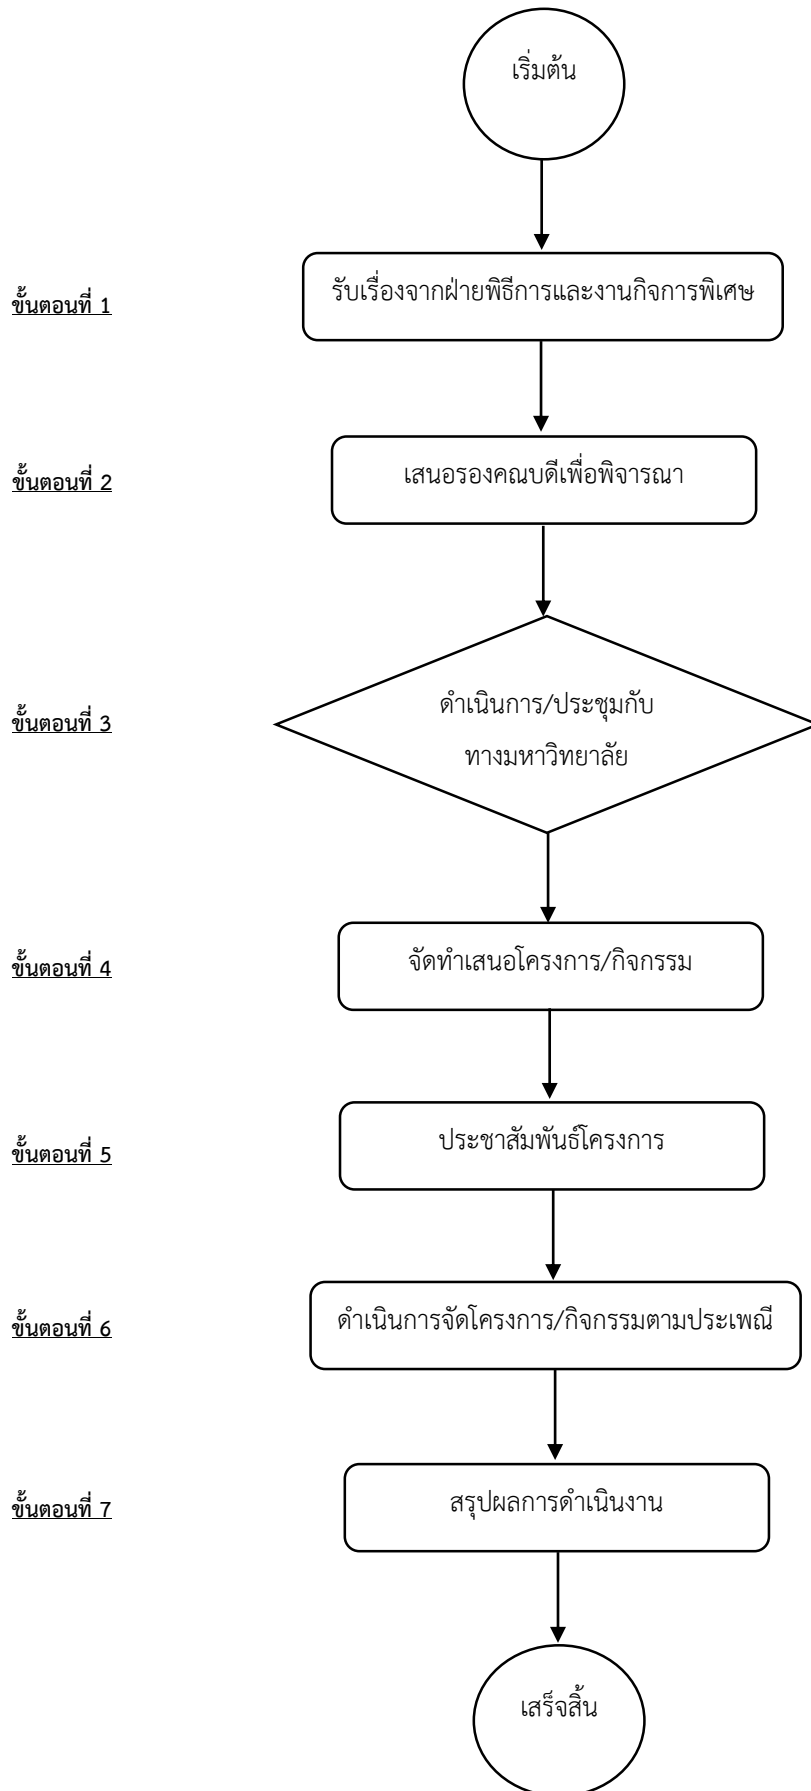 เริ่มต้น
ขั้นตอนที่ 1
รับเรื่องจากฝ่ายพิธีการและงานกิจการพิเศษ
ขั้นตอนที่ 2
เสนอรองคณบดีเพื่อพิจารณา
ขั้นตอนที่ 3
ดำเนินการ/ประชุมกับ
ทางมหาวิทยาลัย
ขั้นตอนที่ 4
จัดทำเสนอโครงการ/กิจกรรม
ขั้นตอนที่ 5
ประชาสัมพันธ์โครงการ
ขั้นตอนที่ 6
ดำเนินการจัดโครงการ/กิจกรรมตามประเพณี
ขั้นตอนที่ 7
สรุปผลการดำเนินงาน
เสร็จสิ้น